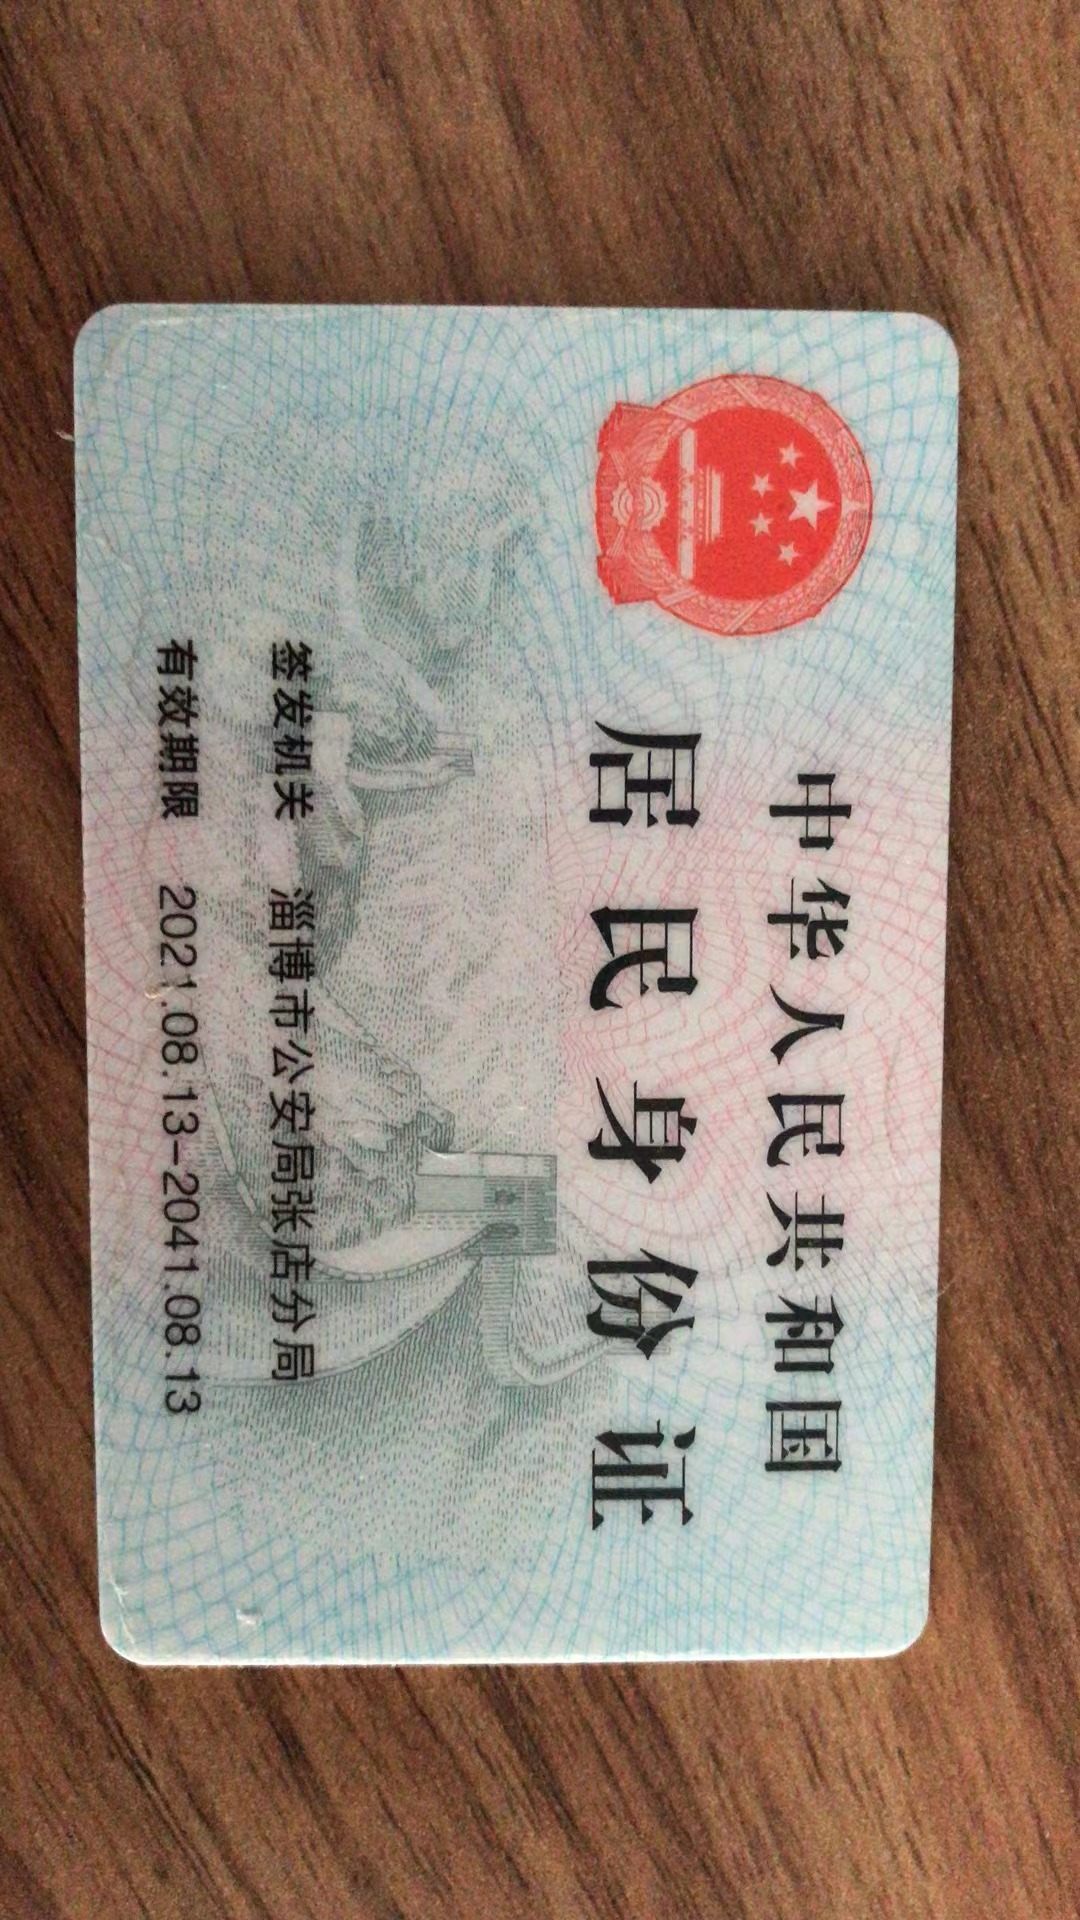 中华人民共和国
居民身份证
签发机关 淄博市公安局张店分局
有效期限 2021.08.13-2041.08.13